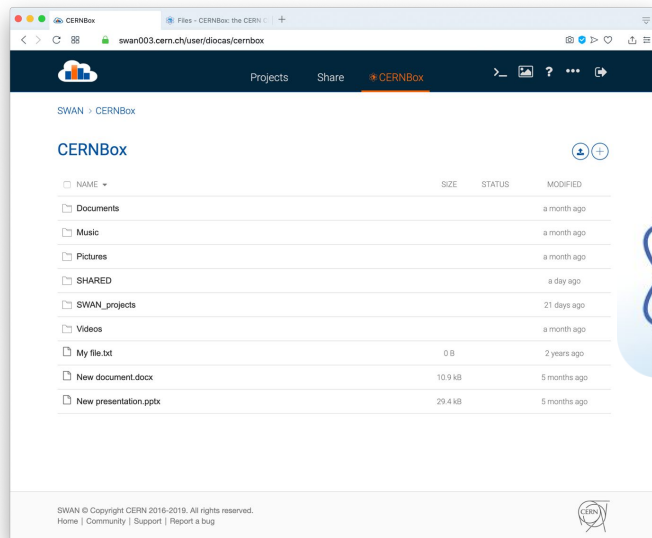 CERNBox
Files - CERNBox: the CERN C
swan003.cern.ch/user/diocas/cernbox
Projects Share CERNBox >_ ? •••
SWAN > CERNBox
CERNBox
NAME SIZE STATUS MODIFIED
Documents a month ago
Music a month ago
Pictures a month ago
SHARED a day ago
SWAN_projects 21 days ago
Videos a month ago
My file.txt 0 B 2 years ago
New document.docx 10.9 kB 5 months ago
New presentation.pptx 29.4 kB 5 months ago
SWAN © Copyright CERN 2016-2019. All rights reserved.
Home | Community | Support | Report a bug
CERN